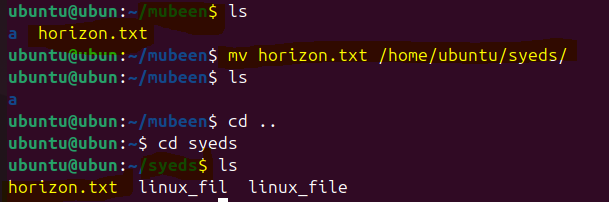 ubuntu@ubun:~/mubeen$ ls
a  horizon.txt
ubuntu@ubun:~/mubeen$ mv horizon.txt /home/ubuntu/syeds/
ubuntu@ubun:~/mubeen$ ls
a
ubuntu@ubun:~/mubeen$ cd ..
ubuntu@ubun:~$ cd syeds
ubuntu@ubun:~/syeds$ ls
horizon.txt  linux_fil  linux_file